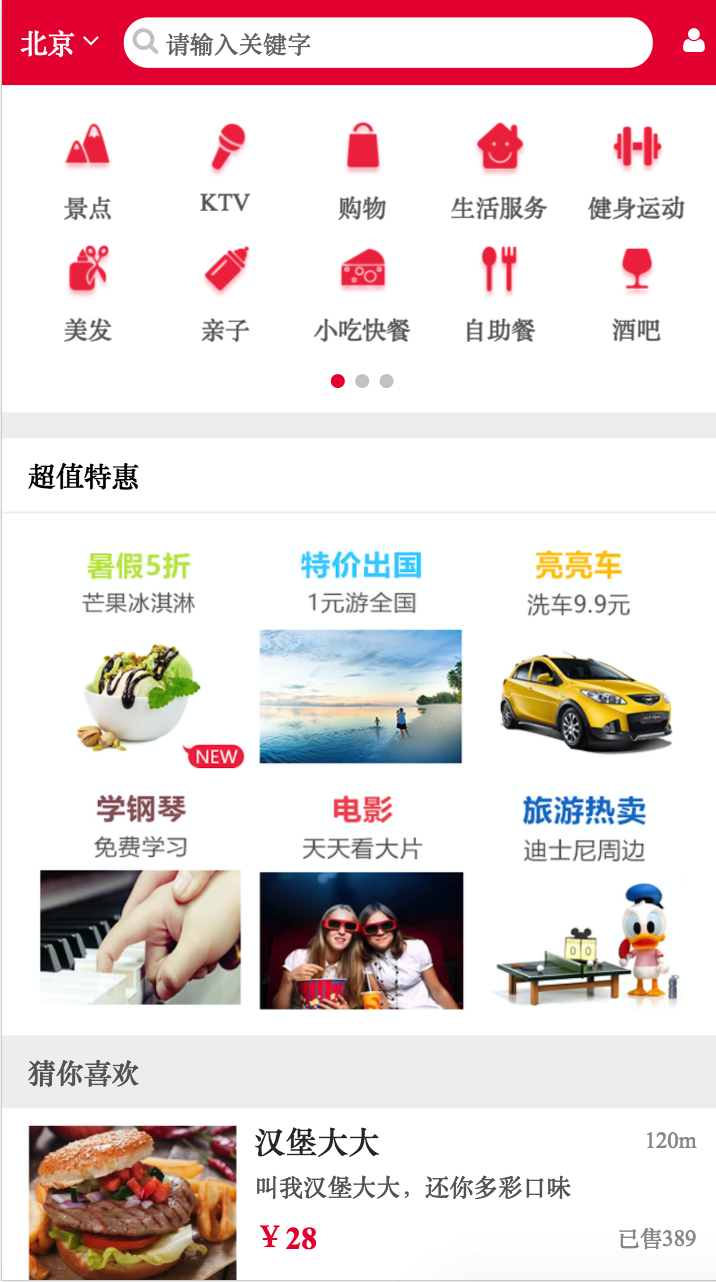 北京
请输入关键字
景点 KTV 购物 生活服务 健身运动
美发 亲子 小吃快餐 自助餐 酒吧
超值特惠
暑假5折 特价出国 亮亮车
芒果冰淇淋 1元游全国 洗车9.9元
NEW
学钢琴 电影 旅游热卖
免费学习 天天看大片 迪士尼周边
猜你喜欢
汉堡大大 120m
叫我汉堡大大，还你多彩口味
￥28 已售389